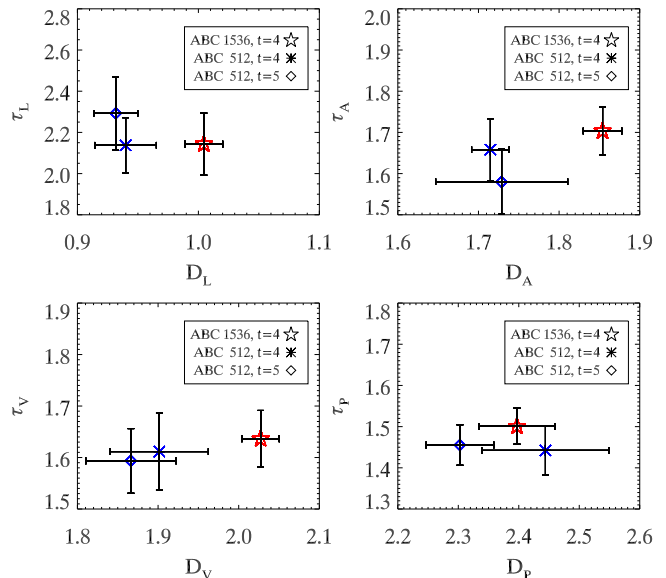 2.8
2.6
2.4
2.2
2.0
1.8
τL
ABC 1536, t=4
ABC 512, t=4
ABC 512, t=5
0.9 1.0 1.1
DL
2.0
1.9
1.8
1.7
1.6
1.5
τA
ABC 1536, t=4
ABC 512, t=4
ABC 512, t=5
1.6 1.7 1.8 1.9
DA
1.9
1.8
1.7
1.6
1.5
τV
ABC 1536, t=4
ABC 512, t=4
ABC 512, t=5
1.8 1.9 2.0 2.1
DV
1.8
1.7
1.6
1.5
1.4
1.3
τP
ABC 1536, t=4
ABC 512, t=4
ABC 512, t=5
2.2 2.3 2.4 2.5 2.6
DP